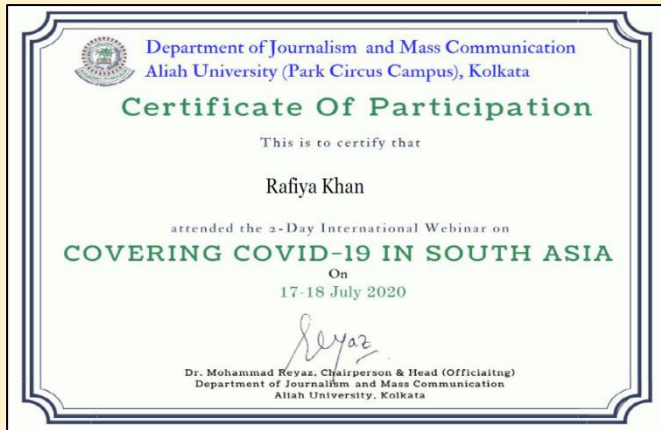 Department of Journalism and Mass Communication
Aliah University (Park Circus Campus), Kolkata
Certificate Of Participation
This is to certify that
Rafiya Khan
attended the 2-Day International Webinar on
COVERING COVID-19 IN SOUTH ASIA
On
17-18 July 2020
Reyaz
Dr. Mohammad Reyaz, Chairperson & Head (Officiaitng)
Department of Journalism and Mass Communication
Aliah University, Kolkata